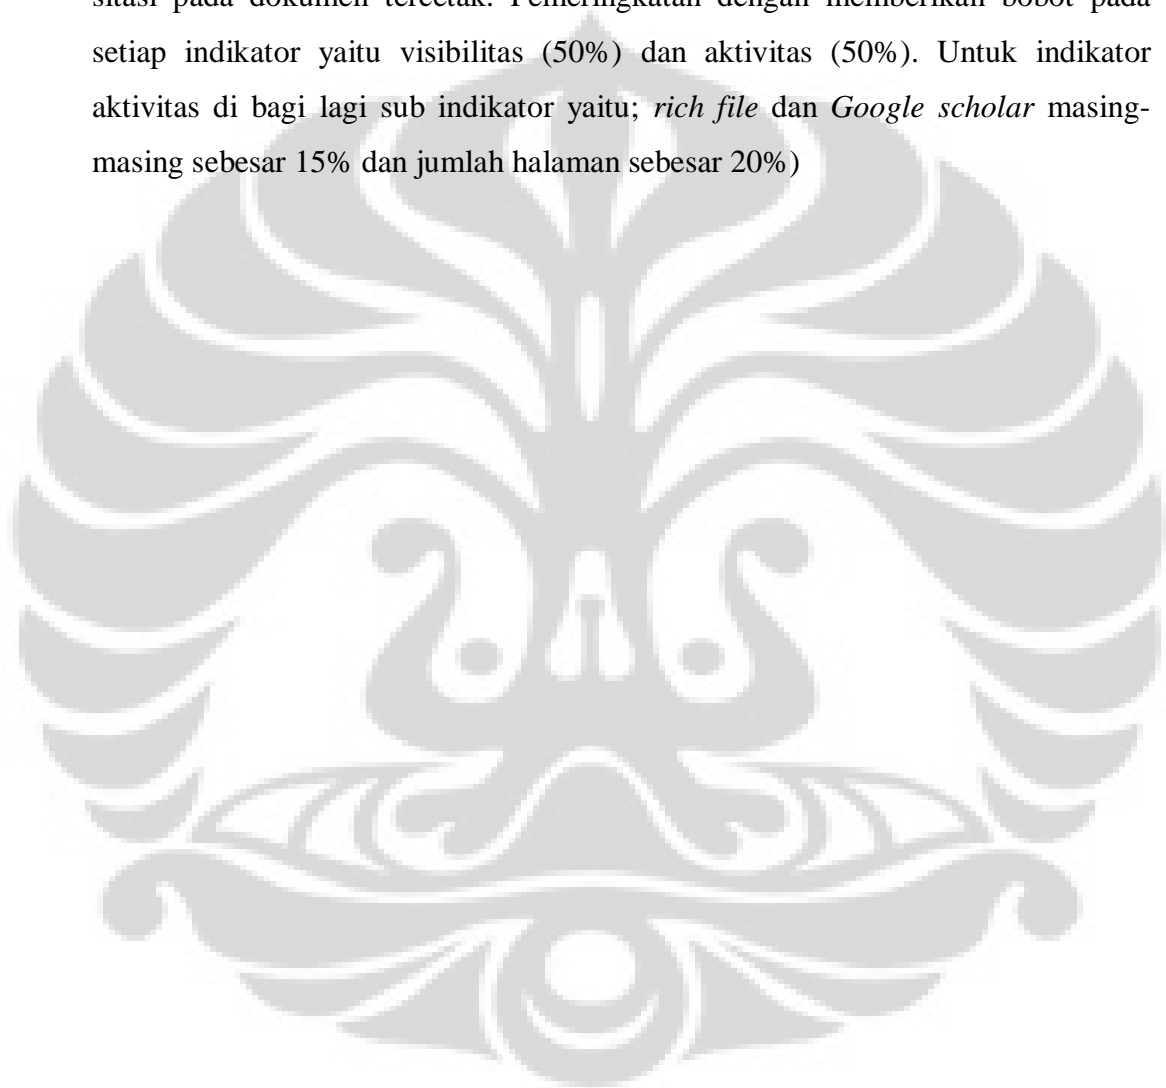 sitasi pada dokumen tercetak. Pemeringkatan dengan memberikan bobot pada
setiap indikator yaitu visibilitas (50%) dan aktivitas (50%). Untuk indikator
aktivitas di bagi lagi sub indikator yaitu; rich file dan Google scholar masing-
masing sebesar 15% dan jumlah halaman sebesar 20%)